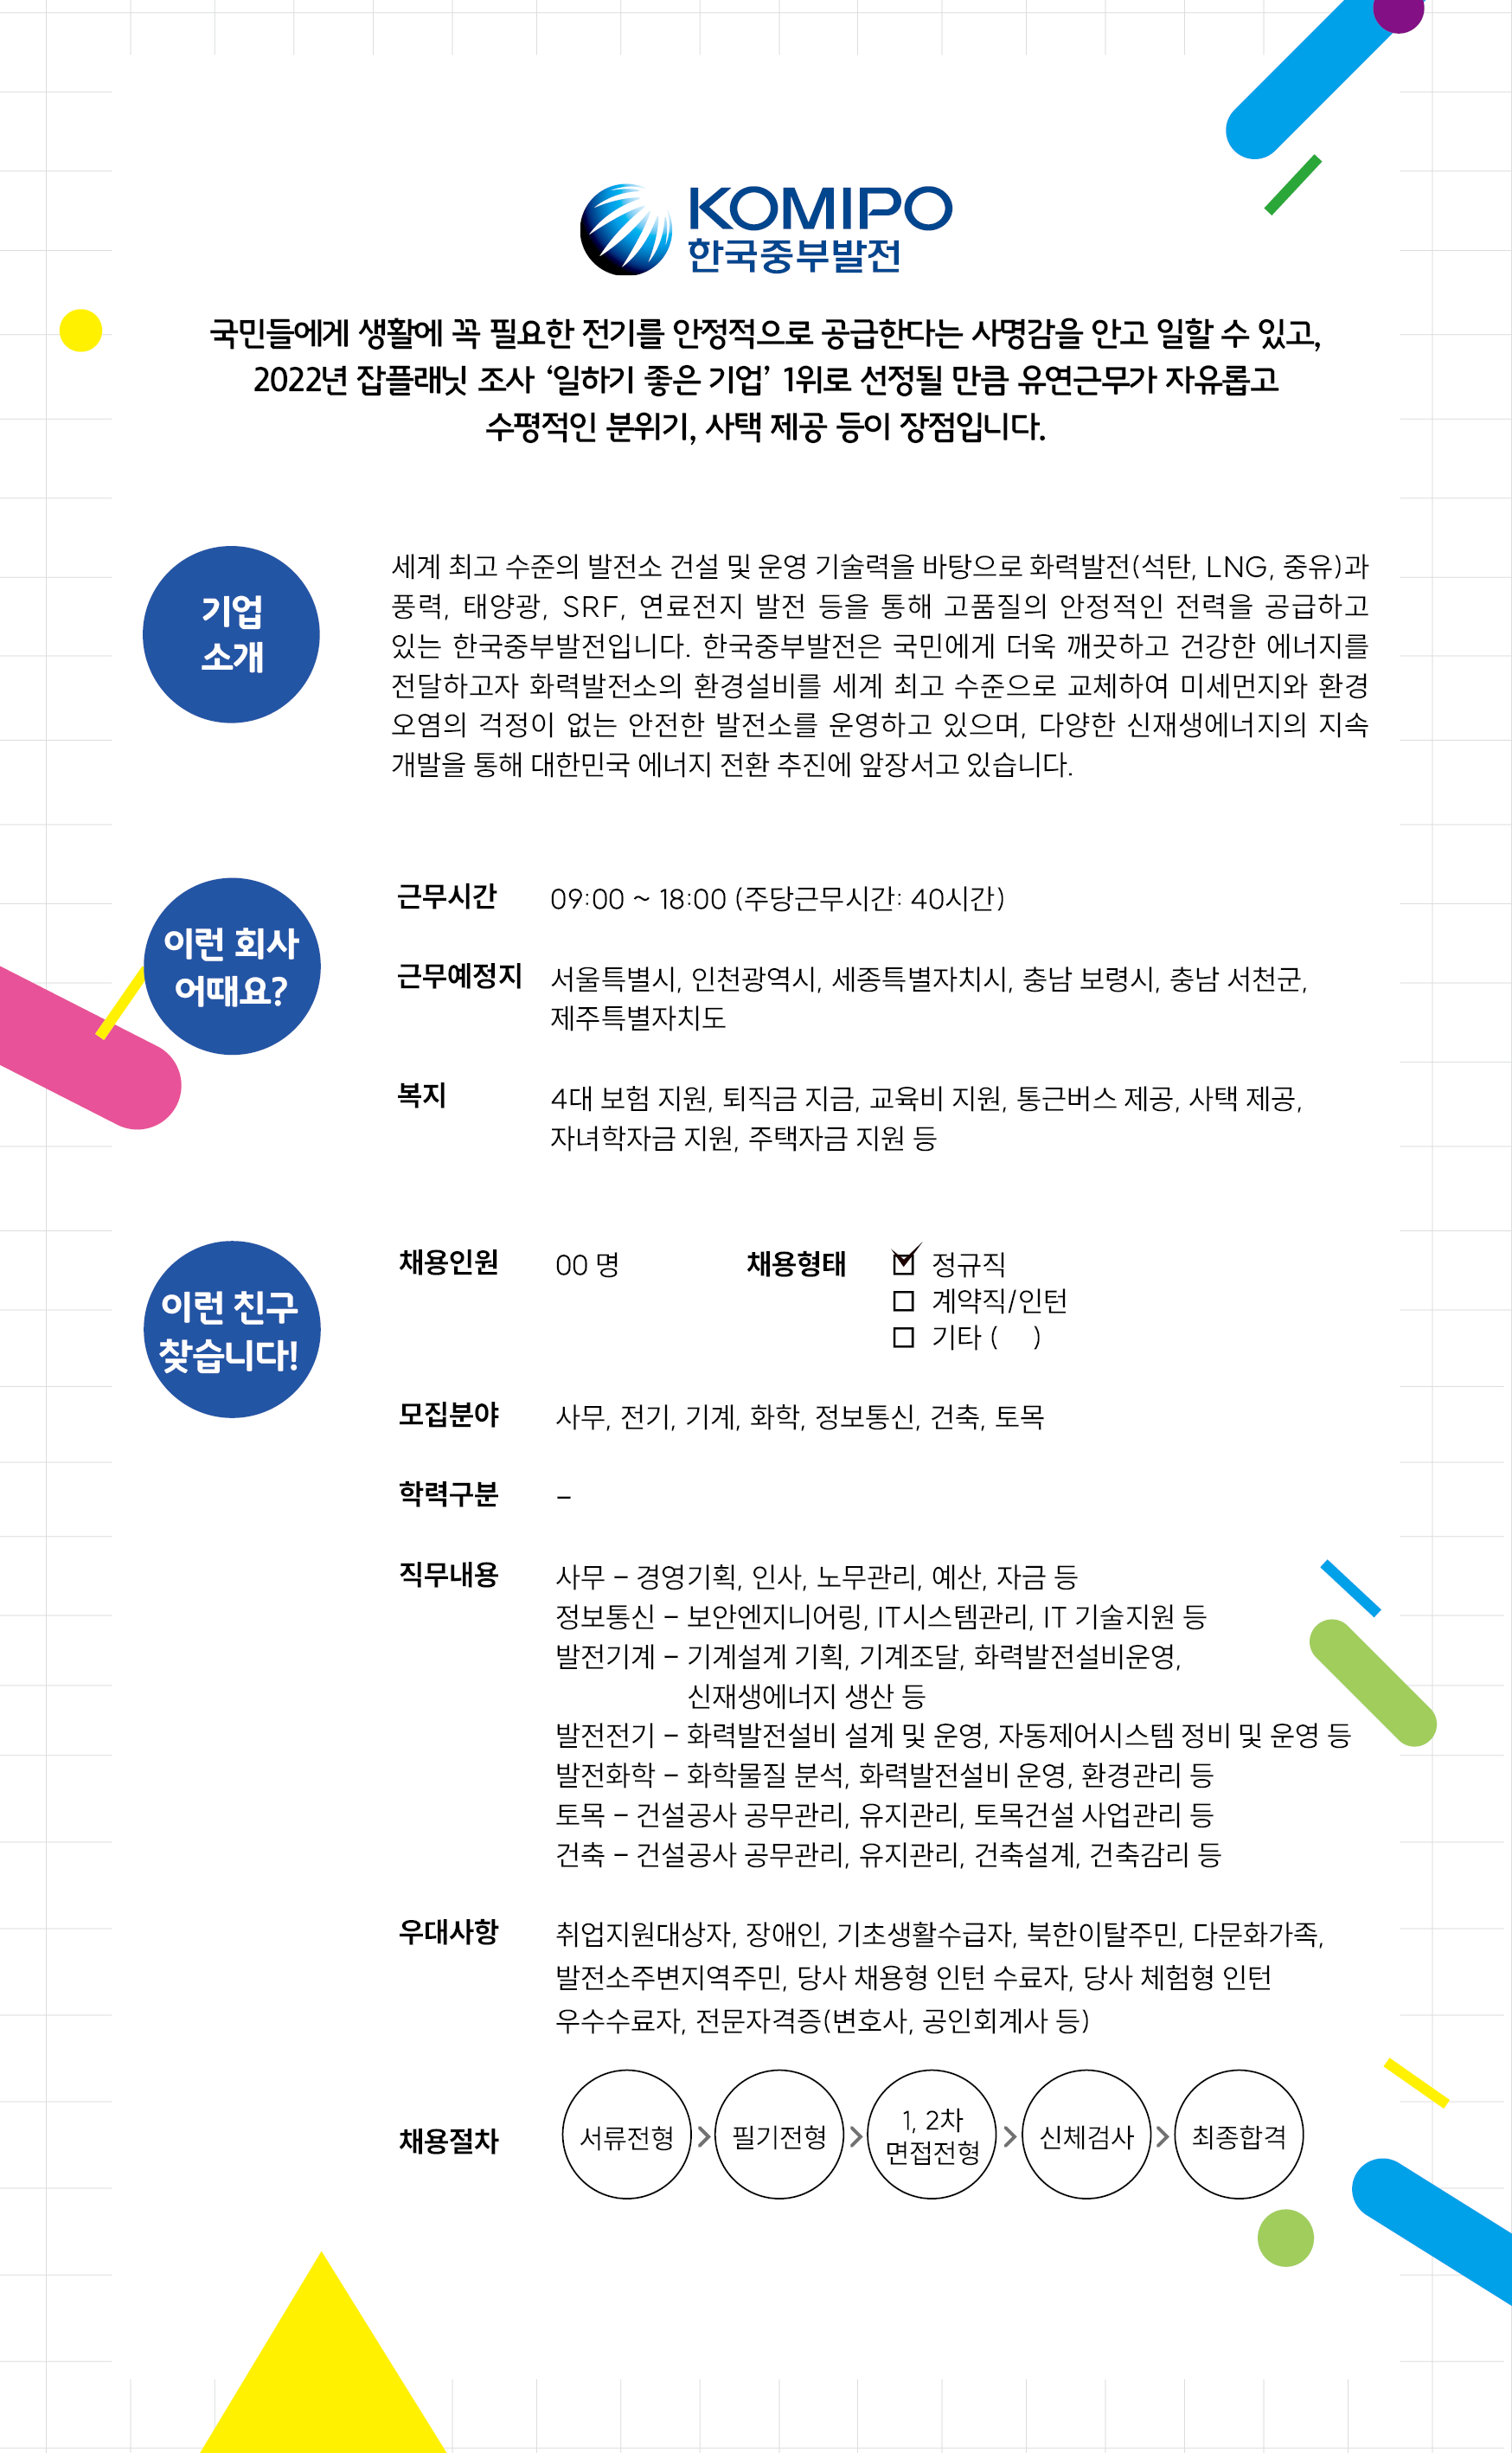 KOMIPO
한국중부발전
국민들에게 생활에 꼭 필요한 전기를 안정적으로 공급한다는 사명감을 안고 일할 수 있고,
2022년 잡플래닛 조사 ‘일하기 좋은 기업’ 1위로 선정될 만큼 유연근무가 자유롭고
수평적인 분위기, 사택 제공 등이 장점입니다.
기업
소개
세계 최고 수준의 발전소 건설 및 운영 기술력을 바탕으로 화력발전(석탄, LNG, 중유)과
풍력, 태양광, SRF, 연료전지 발전 등을 통해 고품질의 안정적인 전력을 공급하고
있는 한국중부발전입니다. 한국중부발전은 국민에게 더욱 깨끗하고 건강한 에너지를
전달하고자 화력발전소의 환경설비를 세계 최고 수준으로 교체하여 미세먼지와 환경
오염의 걱정이 없는 안전한 발전소를 운영하고 있으며, 다양한 신재생에너지의 지속
개발을 통해 대한민국 에너지 전환 추진에 앞장서고 있습니다.
이런 회사
어때요?
근무시간 09:00 ~ 18:00 (주당근무시간: 40시간)
근무예정지 서울특별시, 인천광역시, 세종특별자치시, 충남 보령시, 충남 서천군,
제주특별자치도
복지 4대 보험 지원, 퇴직금 지금, 교육비 지원, 통근버스 제공, 사택 제공,
자녀학자금 지원, 주택자금 지원 등
이런 친구
찾습니다!
채용인원 00 명 채용형태 정규직
계약직/인턴
기타 ( )
모집분야 사무, 전기, 기계, 화학, 정보통신, 건축, 토목
학력구분 –
직무내용 사무 – 경영기획, 인사, 노무관리, 예산, 자금 등
정보통신 – 보안엔지니어링, IT시스템관리, IT 기술지원 등
발전기계 – 기계설계 기획, 기계조달, 화력발전설비운영,
신재생에너지 생산 등
발전전기 – 화력발전설비 설계 및 운영, 자동제어시스템 정비 및 운영 등
발전화학 – 화학물질 분석, 화력발전설비 운영, 환경관리 등
토목 – 건설공사 공무관리, 유지관리, 토목건설 사업관리 등
건축 – 건설공사 공무관리, 유지관리, 건축설계, 건축감리 등
우대사항 취업지원대상자, 장애인, 기초생활수급자, 북한이탈주민, 다문화가족,
발전소주변지역주민, 당사 채용형 인턴 수료자, 당사 체험형 인턴
우수수료자, 전문자격증(변호사, 공인회계사 등)
채용절차 서류전형 > 필기전형 > 1, 2차 면접전형 > 신체검사 > 최종합격